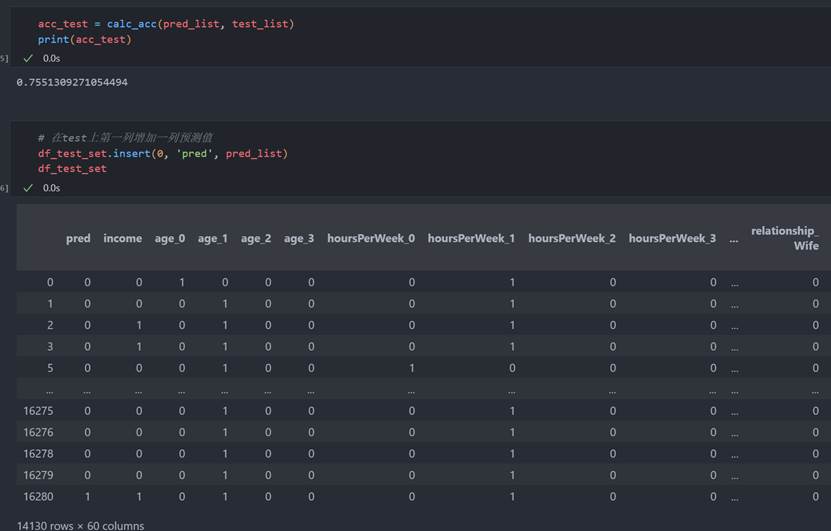 acc_test = calc_acc(pred_list, test_list)
print(acc_test)
5] ✓ 0.0s
0.7551309271054494
# 在test上第一列增加一列预测值
df_test_set.insert(0, 'pred', pred_list)
df_test_set
6] ✓ 0.0s
pred income age_0 age_1 age_2 age_3 hoursPerWeek_0 hoursPerWeek_1 hoursPerWeek_2 hoursPerWeek_3 ... relationship_
Wife
0 0 0 1 0 0 0 0 1 0 0 ... 0
1 0 0 0 1 0 0 0 1 0 0 ... 0
2 0 1 0 1 0 0 0 1 0 0 ... 0
3 0 1 0 1 0 0 0 1 0 0 ... 0
5 0 0 0 1 0 0 1 0 0 0 ... 0
... ... ... ... ... ... ... ... ... ... ... ... ...
16275 0 0 0 1 0 0 0 1 0 0 ... 0
16276 0 0 0 1 0 0 0 1 0 0 ... 0
16278 0 0 0 1 0 0 0 1 0 0 ... 0
16279 0 0 0 1 0 0 0 1 0 0 ... 0
16280 1 1 0 1 0 0 0 1 0 0 ... 0
14130 rows × 60 columns